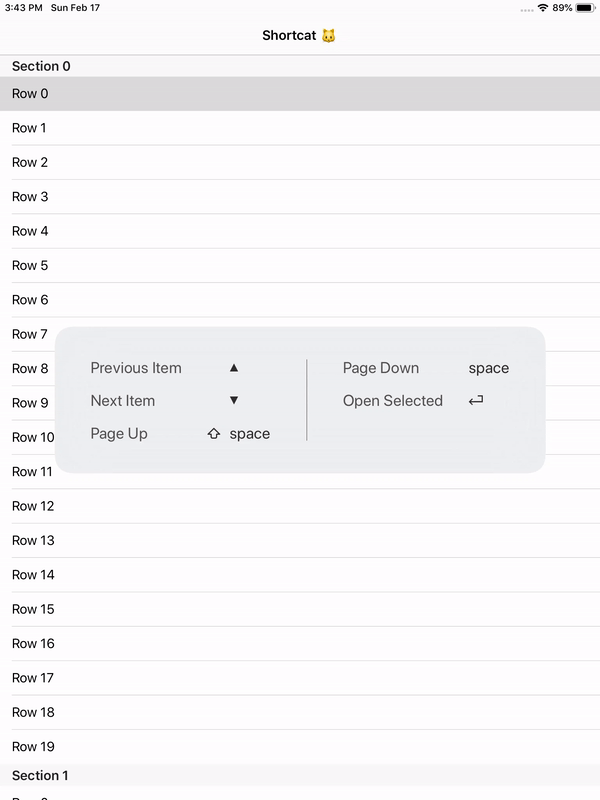 3:43 PM Sun Feb 17 89%
Shortcat 🐱
Section 0
Row 0
Row 1
Row 2
Row 3
Row 4
Row 5
Row 6
Row 7
Row 8
Row 9
Row 10
Row 11
Previous Item ▲
Next Item ▼
Page Up ⇧ space
Page Down space
Open Selected ⏎
Row 12
Row 13
Row 14
Row 15
Row 16
Row 17
Row 18
Row 19
Section 1